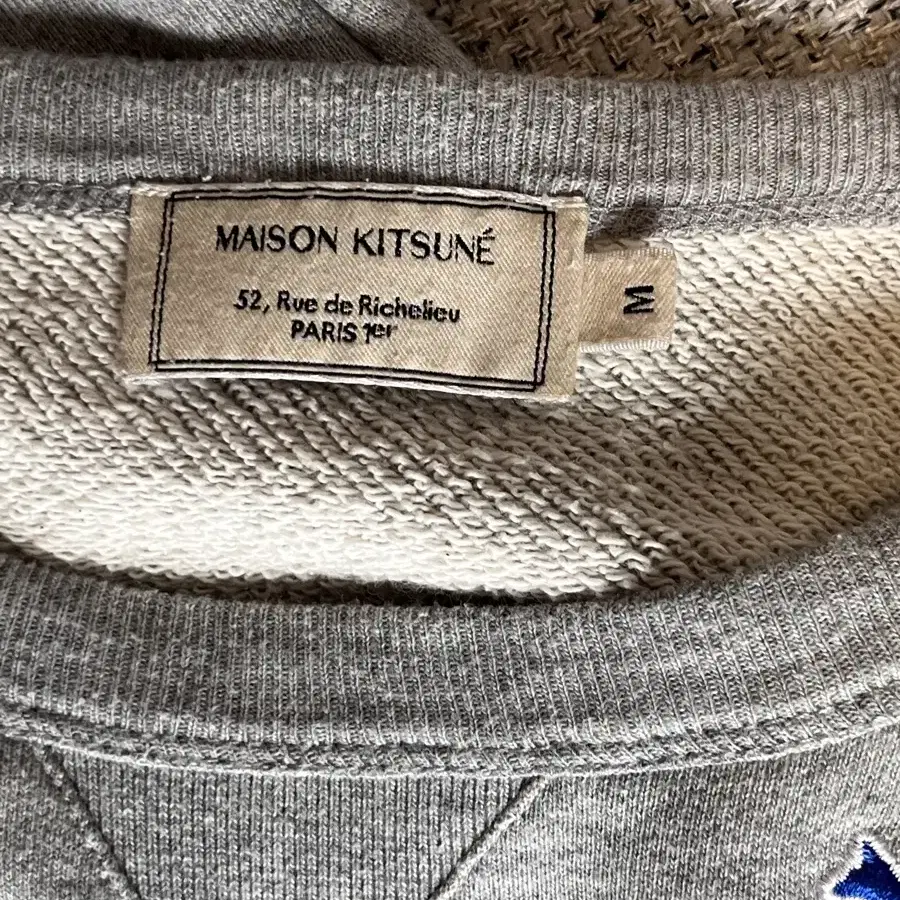 MAISON KITSUNÉ
52, Rue de Richelieu
PARIS 1er
M